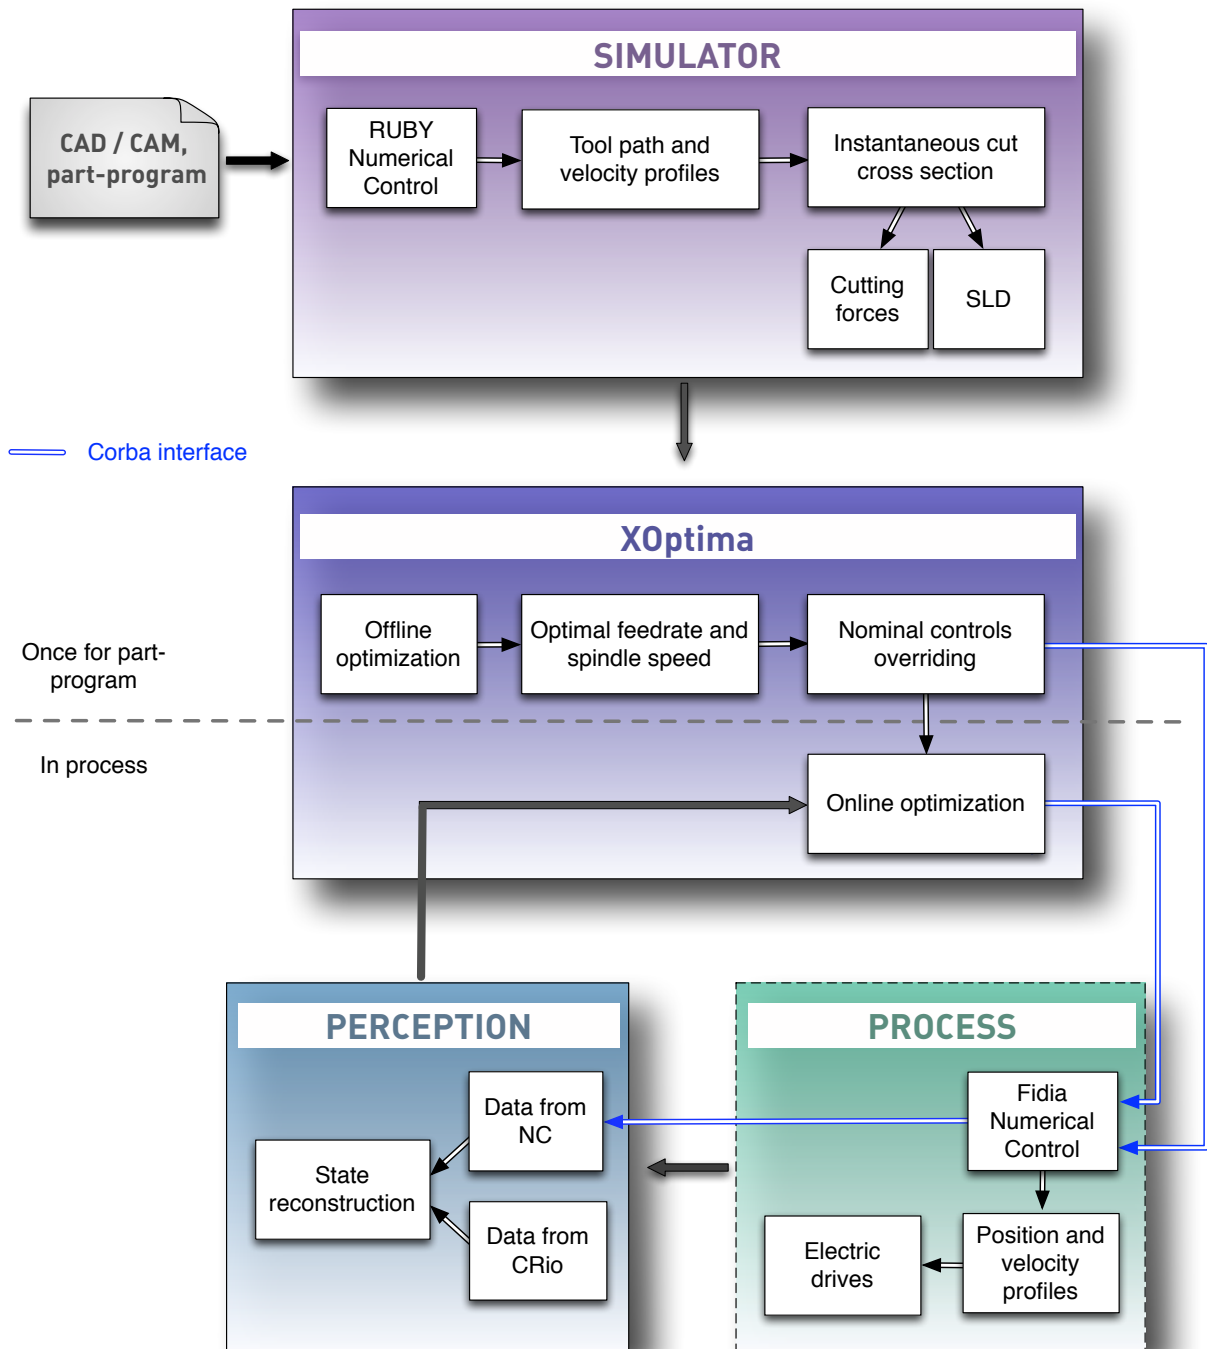 SIMULATOR
CAD / CAM,
part-program
RUBY
Numerical
Control
Tool path and
velocity profiles
Instantaneous cut
cross section
Cutting
forces
SLD
Corba interface
XOptima
Offline
optimization
Optimal feedrate and
spindle speed
Nominal controls
overriding
Once for part-
program
In process
Online optimization
PERCEPTION
Data from
NC
State
reconstruction
Data from
CRio
PROCESS
Fidia
Numerical
Control
Electric
drives
Position and
velocity
profiles